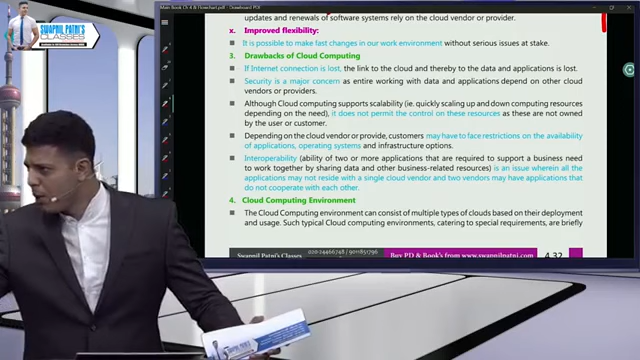 SWAPNIL PATNI'S
CLASSES
Main Book Ch 4 B Flowchart.pdf - Drawboard PDF
updates and renewals of software systems rely on the cloud vendor or provider.
x. Improved flexibility:
It is possible to make fast changes in our work environment without serious issues at stake.
3. Drawbacks of Cloud Computing
If Internet connection is lost, the link to the cloud and thereby to the data and applications is lost.
Security is a major concern as entire working with data and applications depend on other cloud
vendors or providers.
Although Cloud computing supports scalability (ie. quickly scaling up and down computing resources
depending on the need), it does not permit the control on these resources as these are not owned
by the user or customer.
Depending on the cloud vendor or provide, customers may have to face restrictions on the availability
of applications, operating systems and infrastructure options.
Interoperability (ability of two or more applications that are required to support a business need
to work together by sharing data and other business-related resources) is an issue wherein all the
applications may not reside with a single cloud vendor and two vendors may have applications that
do not cooperate with each other.
4. Cloud Computing Environment
The Cloud Computing environment can consist of multiple types of clouds based on their deployment
and usage. Such typical Cloud computing environments, catering to special requirements, are briefly
Swapnil Patni's Classes
020-24466748 / 9011851796
Buy PD & Book's from www.swapnilpatni.com
4.32
SWAPNIL PATNI'S
CLASSES